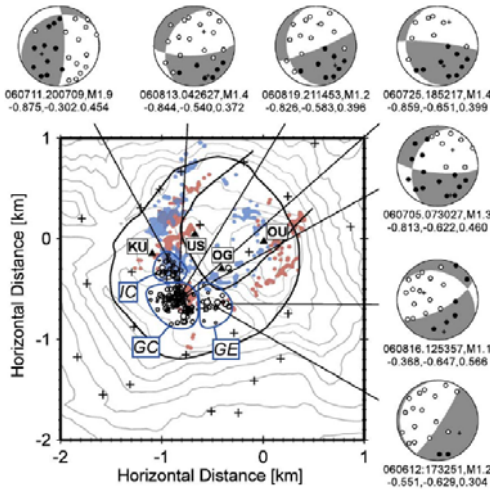 060711.200709,M1.9
-0.875,-0.302,0.454
060813.042627,M1.4
-0.844,-0.540,0.372
060819.211453,M1.2
-0.826,-0.583,0.396
060725.185217,M1.4
-0.859,-0.651,0.399
060705.073027,M1.3
-0.813,-0.622,0.460
060816.125357,M1.1
-0.368,-0.647,0.566
060612.173251,M1.2
-0.551,-0.629,0.304
Horizontal Distance [km]
1
0
-1
-2
KU
US
OG
OU
IC
GC
GE
-2
-1
0
1
Horizontal Distance [km]